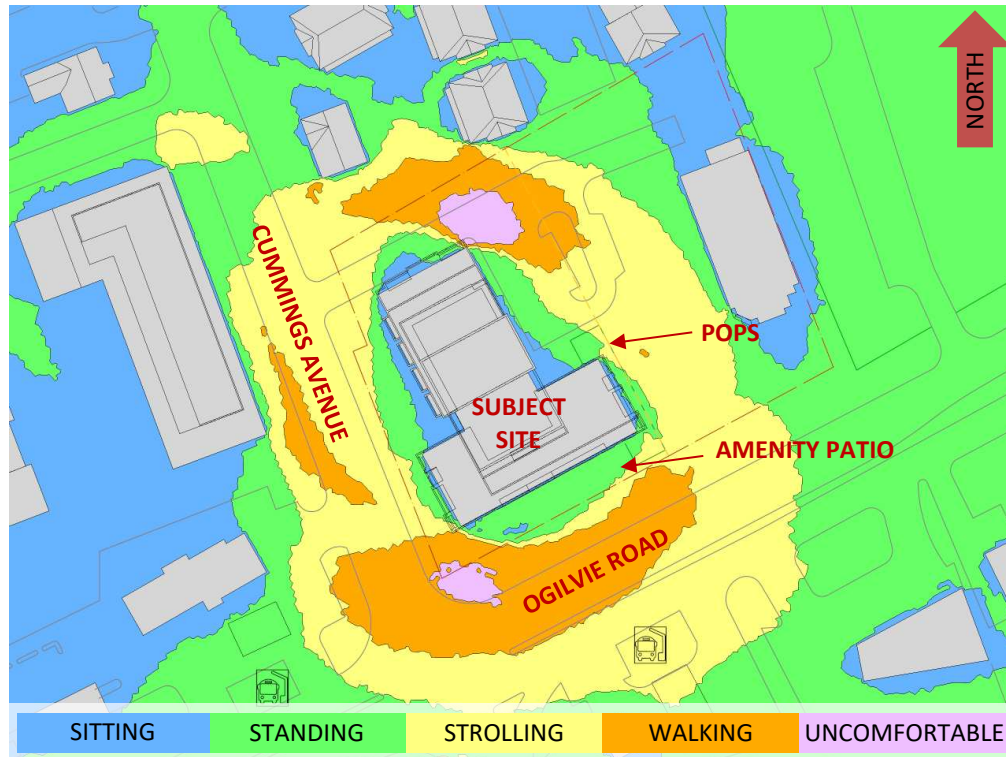 NORTH
CUMMINGS AVENUE
POPS
SUBJECT
SITE
AMENITY PATIO
OGILVIE ROAD
SITTING
STANDING
STROLLING
WALKING
UNCOMFORTABLE